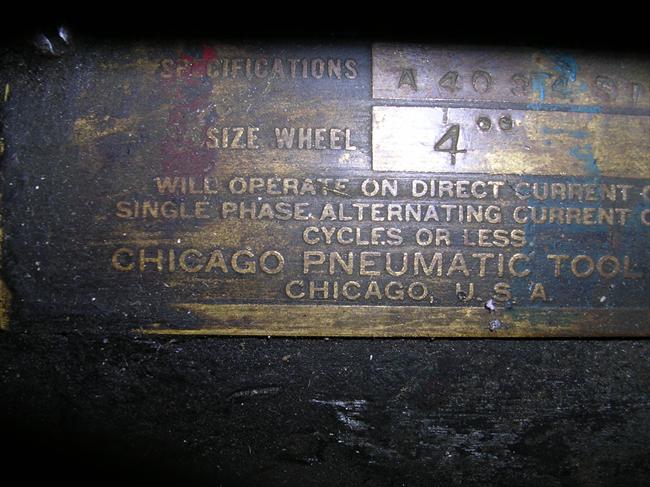 SPECIFICATIONS
SIZE WHEEL 4""
WILL OPERATE ON DIRECT CURRENT O
SINGLE PHASE ALTERNATING CURRENT O
CYCLES OR LESS.
CHICAGO PNEUMATIC TOOL
CHICAGO, U.S.A.